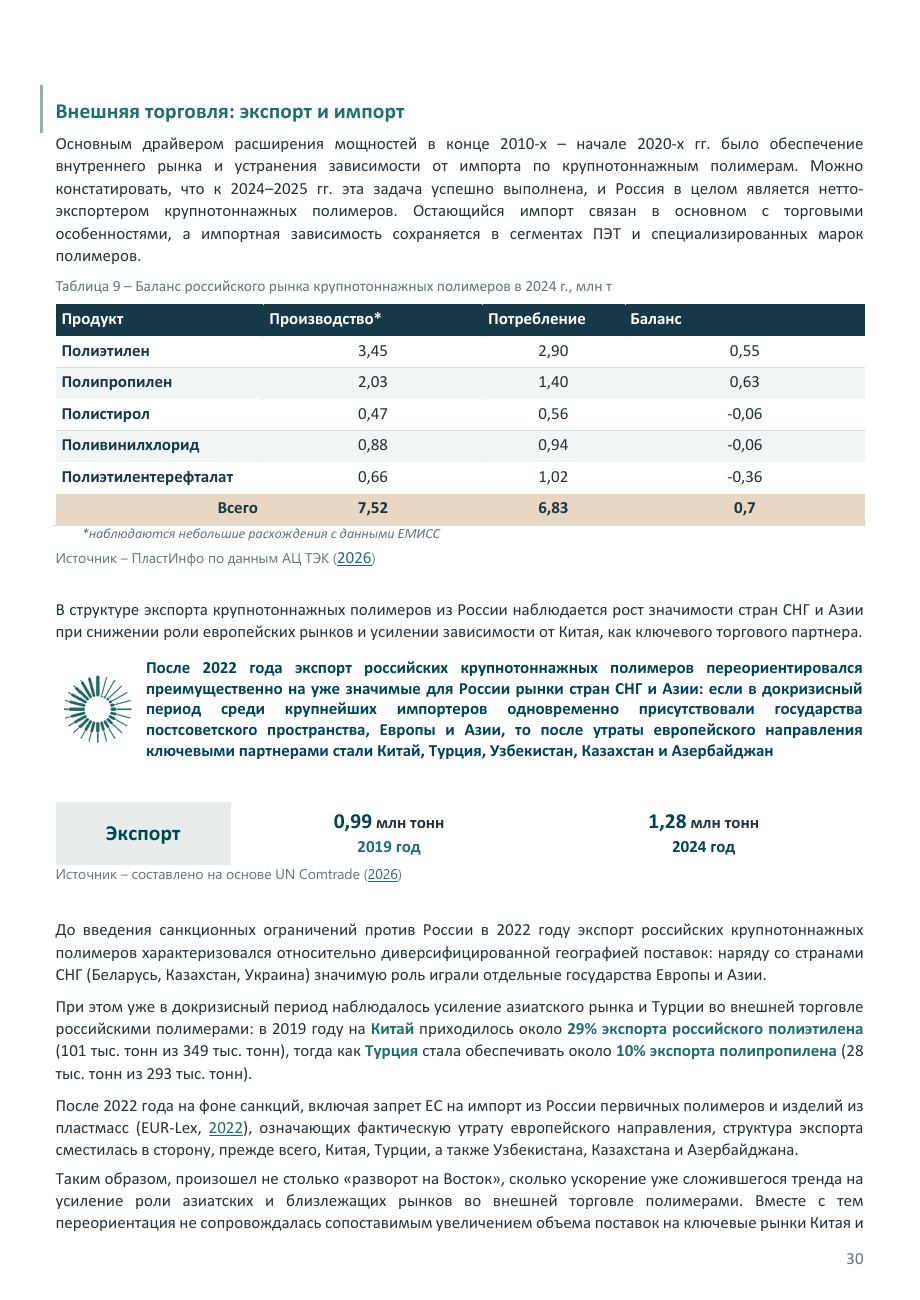 Внешняя торговля: экспорт и импорт
Основным драйвером расширения мощностей в конце 2010-х – начале 2020-х гг. было обеспечение
внутреннего рынка и устранения зависимости от импорта по крупнотоннажным полимерам. Можно
констатировать, что к 2024–2025 гг. эта задача успешно выполнена, и Россия в целом является нетто-
экспортером крупнотоннажных полимеров. Остающийся импорт связан в основном с торговыми
особенностями, а импортная зависимость сохраняется в сегментах ПЭТ и специализированных марок
полимеров.
Таблица 9 – Баланс российского рынка крупнотоннажных полимеров в 2024 г., млн т
Продукт Производство* Потребление Баланс
Полиэтилен 3,45 2,90 0,55
Полипропилен 2,03 1,40 0,63
Полистирол 0,47 0,56 -0,06
Поливинилхлорид 0,88 0,94 -0,06
Полиэтилентерефталат 0,66 1,02 -0,36
Всего 7,52 6,83 0,7
*наблюдаются небольшие расхождения с данными ЕМИСС
Источник – ПластИнфо по данным АЦ ТЭК (2026)
В структуре экспорта крупнотоннажных полимеров из России наблюдается рост значимости стран СНГ и Азии
при снижении роли европейских рынков и усилении зависимости от Китая, как ключевого торгового партнера.
После 2022 года экспорт российских крупнотоннажных полимеров переориентировался
преимущественно на уже значимые для России рынки стран СНГ и Азии: если в докризисный
период среди крупнейших импортеров одновременно присутствовали государства
постсоветского пространства, Европы и Азии, то после утраты европейского направления
ключевыми партнерами стали Китай, Турция, Узбекистан, Казахстан и Азербайджан
Экспорт 0,99 млн тонн 1,28 млн тонн
2019 год 2024 год
Источник – составлено на основе UN Comtrade (2026)
До введения санкционных ограничений против России в 2022 году экспорт российских крупнотоннажных
полимеров характеризовался относительно диверсифицированной географией поставок: наряду со странами
СНГ (Беларусь, Казахстан, Украина) значимую роль играли отдельные государства Европы и Азии.
При этом уже в докризисный период наблюдалось усиление азиатского рынка и Турции во внешней торговле
российскими полимерами: в 2019 году на Китай приходилось около 29% экспорта российского полиэтилена
(101 тыс. тонн из 349 тыс. тонн), тогда как Турция стала обеспечивать около 10% экспорта полипропилена (28
тыс. тонн из 293 тыс. тонн).
После 2022 года на фоне санкций, включая запрет ЕС на импорт из России первичных полимеров и изделий из
пластмасс (EUR-Lex, 2022), означающих фактическую утрату европейского направления, структура экспорта
сместилась в сторону, прежде всего, Китая, Турции, а также Узбекистана, Казахстана и Азербайджана.
Таким образом, произошел не столько «разворот на Восток», сколько ускорение уже сложившегося тренда на
усиление роли азиатских и близлежащих рынков во внешней торговле полимерами. Вместе с тем
переориентация не сопровождалась сопоставимым увеличением объема поставок на ключевые рынки Китая и
30